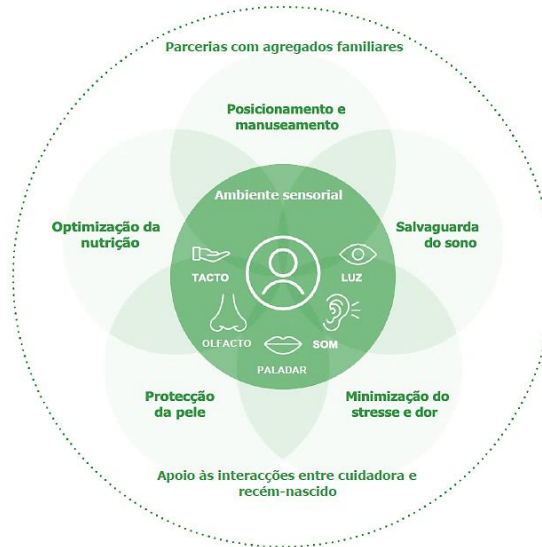 Parcerias com agregados familiares
Posicionamento e
manuseamento
Ambiente sensorial
Optimização da
nutrição
Salvaguarda
do sono
TACTO
LUZ
OLFACTO
SOM
PALADAR
Protecção
da pele
Minimização do
stresse e dor
Apoio às interacções entre cuidadora e
recém-nascido